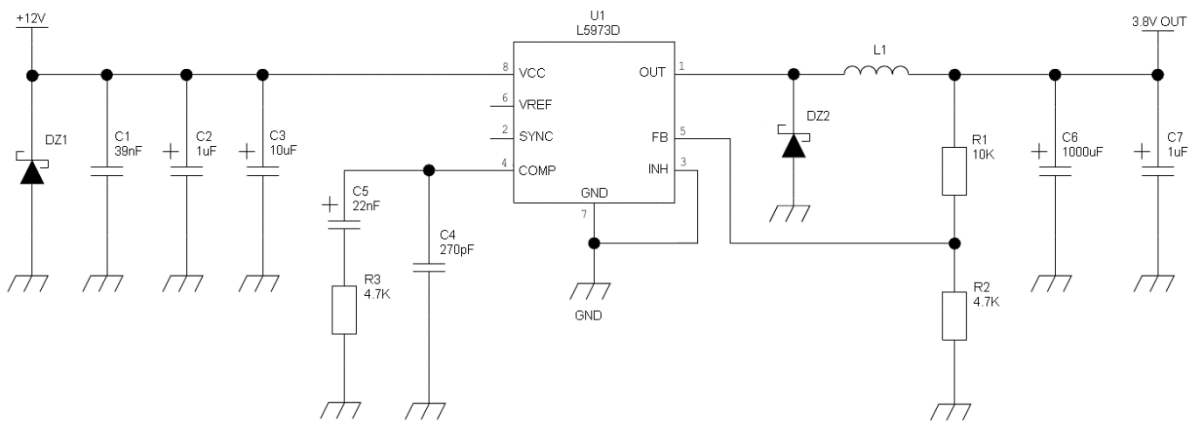 +12V
U1
L5973D
3.8V OUT
L1
8
VCC
OUT
1
6
VREF
DZ1
C1
39nF
C2
1uF
C3
10uF
2
SYNC
FB
5
DZ2
R1
10K
C6
1000uF
C7
1uF
4
COMP
INH
3
GND
7
C5
22nF
C4
270pF
R3
4.7K
R2
4.7K
GND